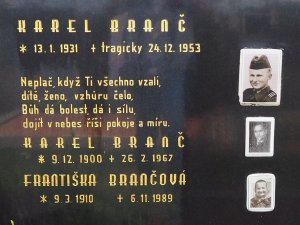 KAREL BRANČ
* 13.1.1931 + tragicky 24.12.1953
Neplač, když Ti všechno vzali,
dítě, ženo, vzhůru čelo,
Bůh dá bolest, dá i sílu,
dojít v nebes říši pokoje a míru.
KAREL BRANČ
* 9.12.1900 + 26.2.1967
FRANTIŠKA BRANČOVÁ
* 9.3.1910 + 6.11.1989